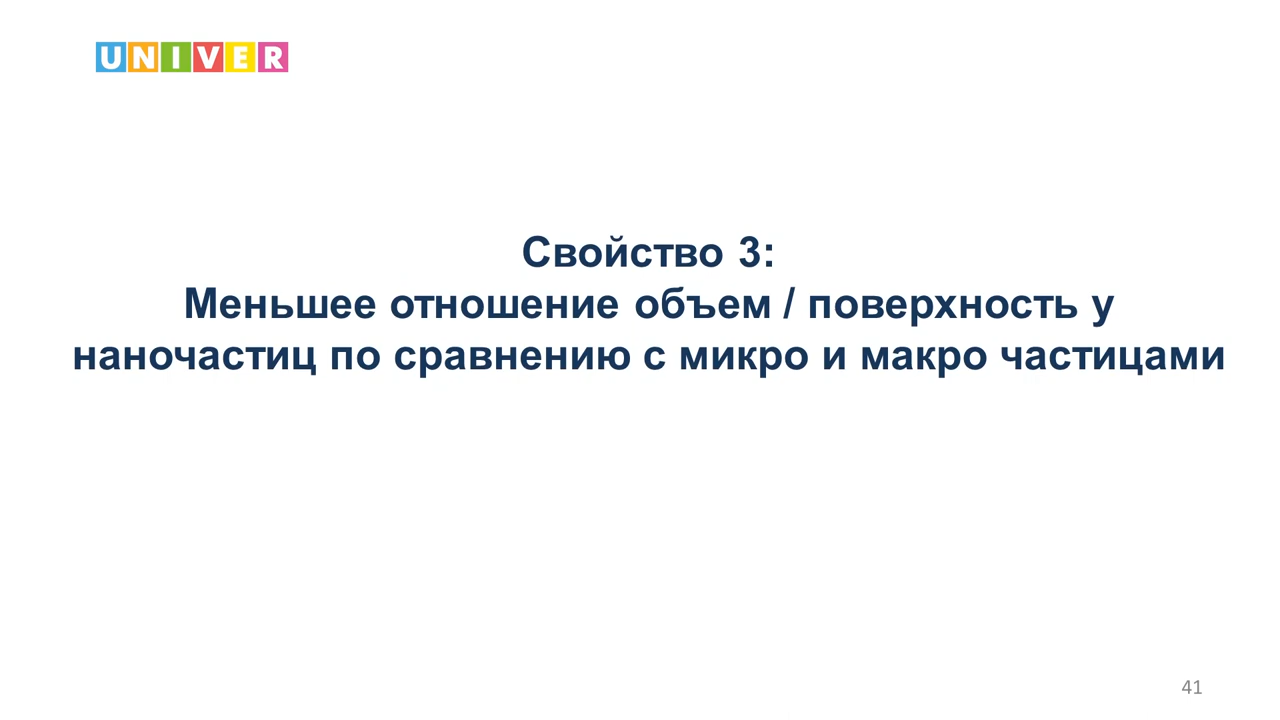 UNIVER
Свойство 3:
Меньшее отношение объем / поверхность у
наночастиц по сравнению с микро и макро частицами
41